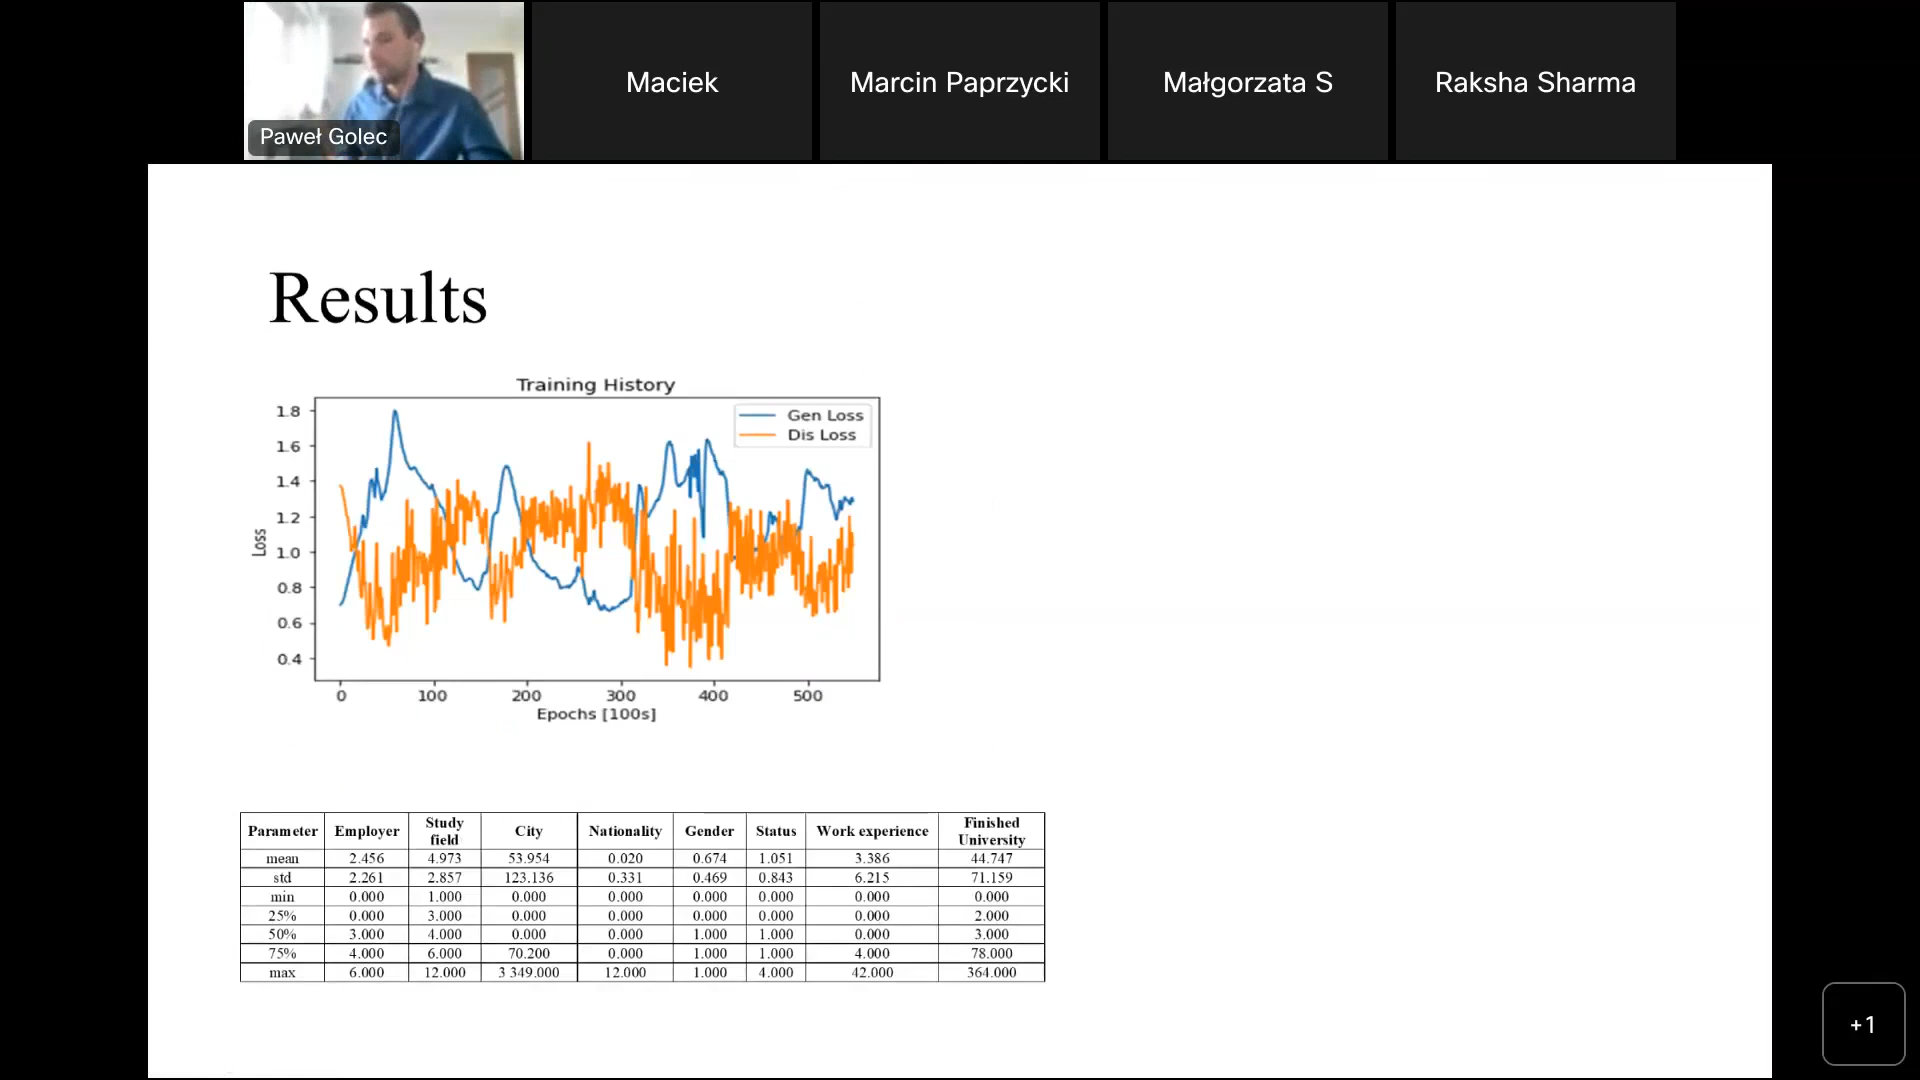 Paweł Golec
Maciek
Marcin Paprzycki
Małgorzata S
Raksha Sharma
Results
Training History
Gen Loss
Dis Loss
1.8
1.6
1.4
1.2
1.0
0.8
0.6
0.4
Loss
0 100 200 300 400 500
Epochs [100s]
Parameter Employer Study field City Nationality Gender Status Work experience Finished University
mean 2.456 4.973 53.954 0.020 0.674 1.051 3.386 44.747
std 2.261 2.857 123.136 0.331 0.469 0.843 6.215 71.159
min 0.000 1.000 0.000 0.000 0.000 0.000 0.000 0.000
25% 0.000 3.000 0.000 0.000 0.000 0.000 0.000 2.000
50% 3.000 4.000 0.000 0.000 1.000 1.000 0.000 3.000
75% 4.000 6.000 70.200 0.000 1.000 1.000 4.000 78.000
max 6.000 12.000 3 349.000 12.000 1.000 4.000 42.000 364.000
+1